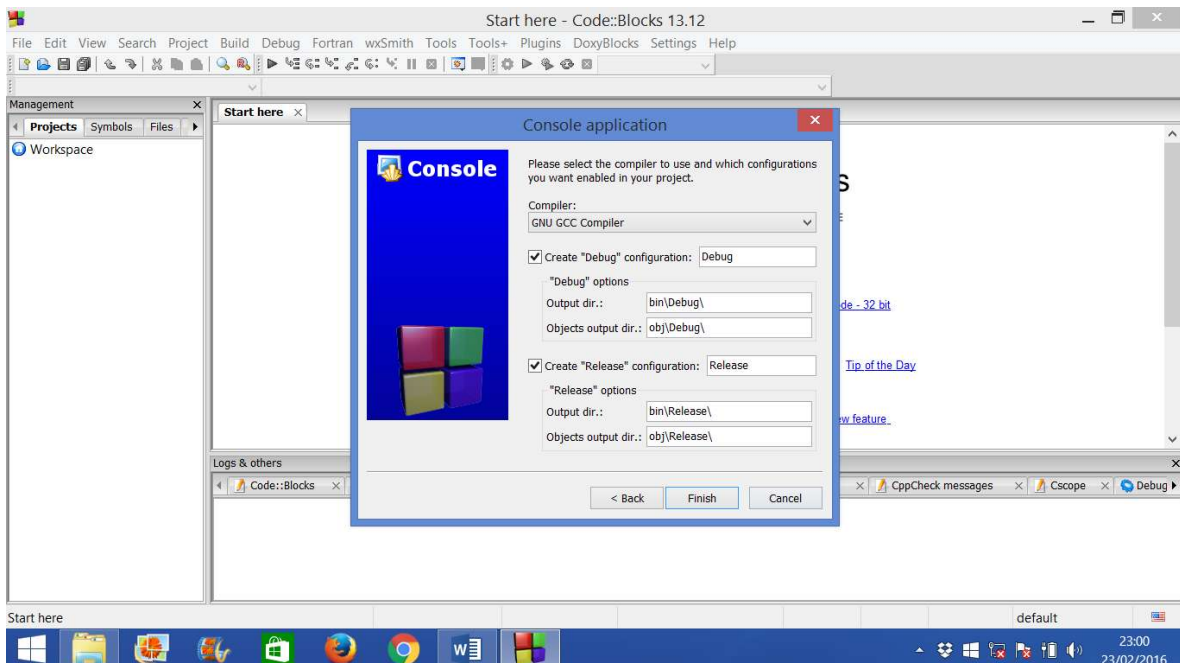 Start here - Code::Blocks 13.12
File Edit View Search Project Build Debug Fortran wxSmith Tools Tools+ Plugins DoxyBlocks Settings Help
Management
Projects Symbols Files
Workspace
Start here
Console application
Console
Please select the compiler to use and which configurations
you want enabled in your project.
Compiler:
GNU GCC Compiler
Create "Debug" configuration: Debug
"Debug" options
Output dir.: bin\Debug\
Objects output dir.: obj\Debug\
Create "Release" configuration: Release
"Release" options
Output dir.: bin\Release\
Objects output dir.: obj\Release\
< Back Finish Cancel
s
de - 32 bit
Tip of the Day
w feature
Logs & others
Code::Blocks
CppCheck messages Cscope Debug
Start here
default
23:00
23/02/2016